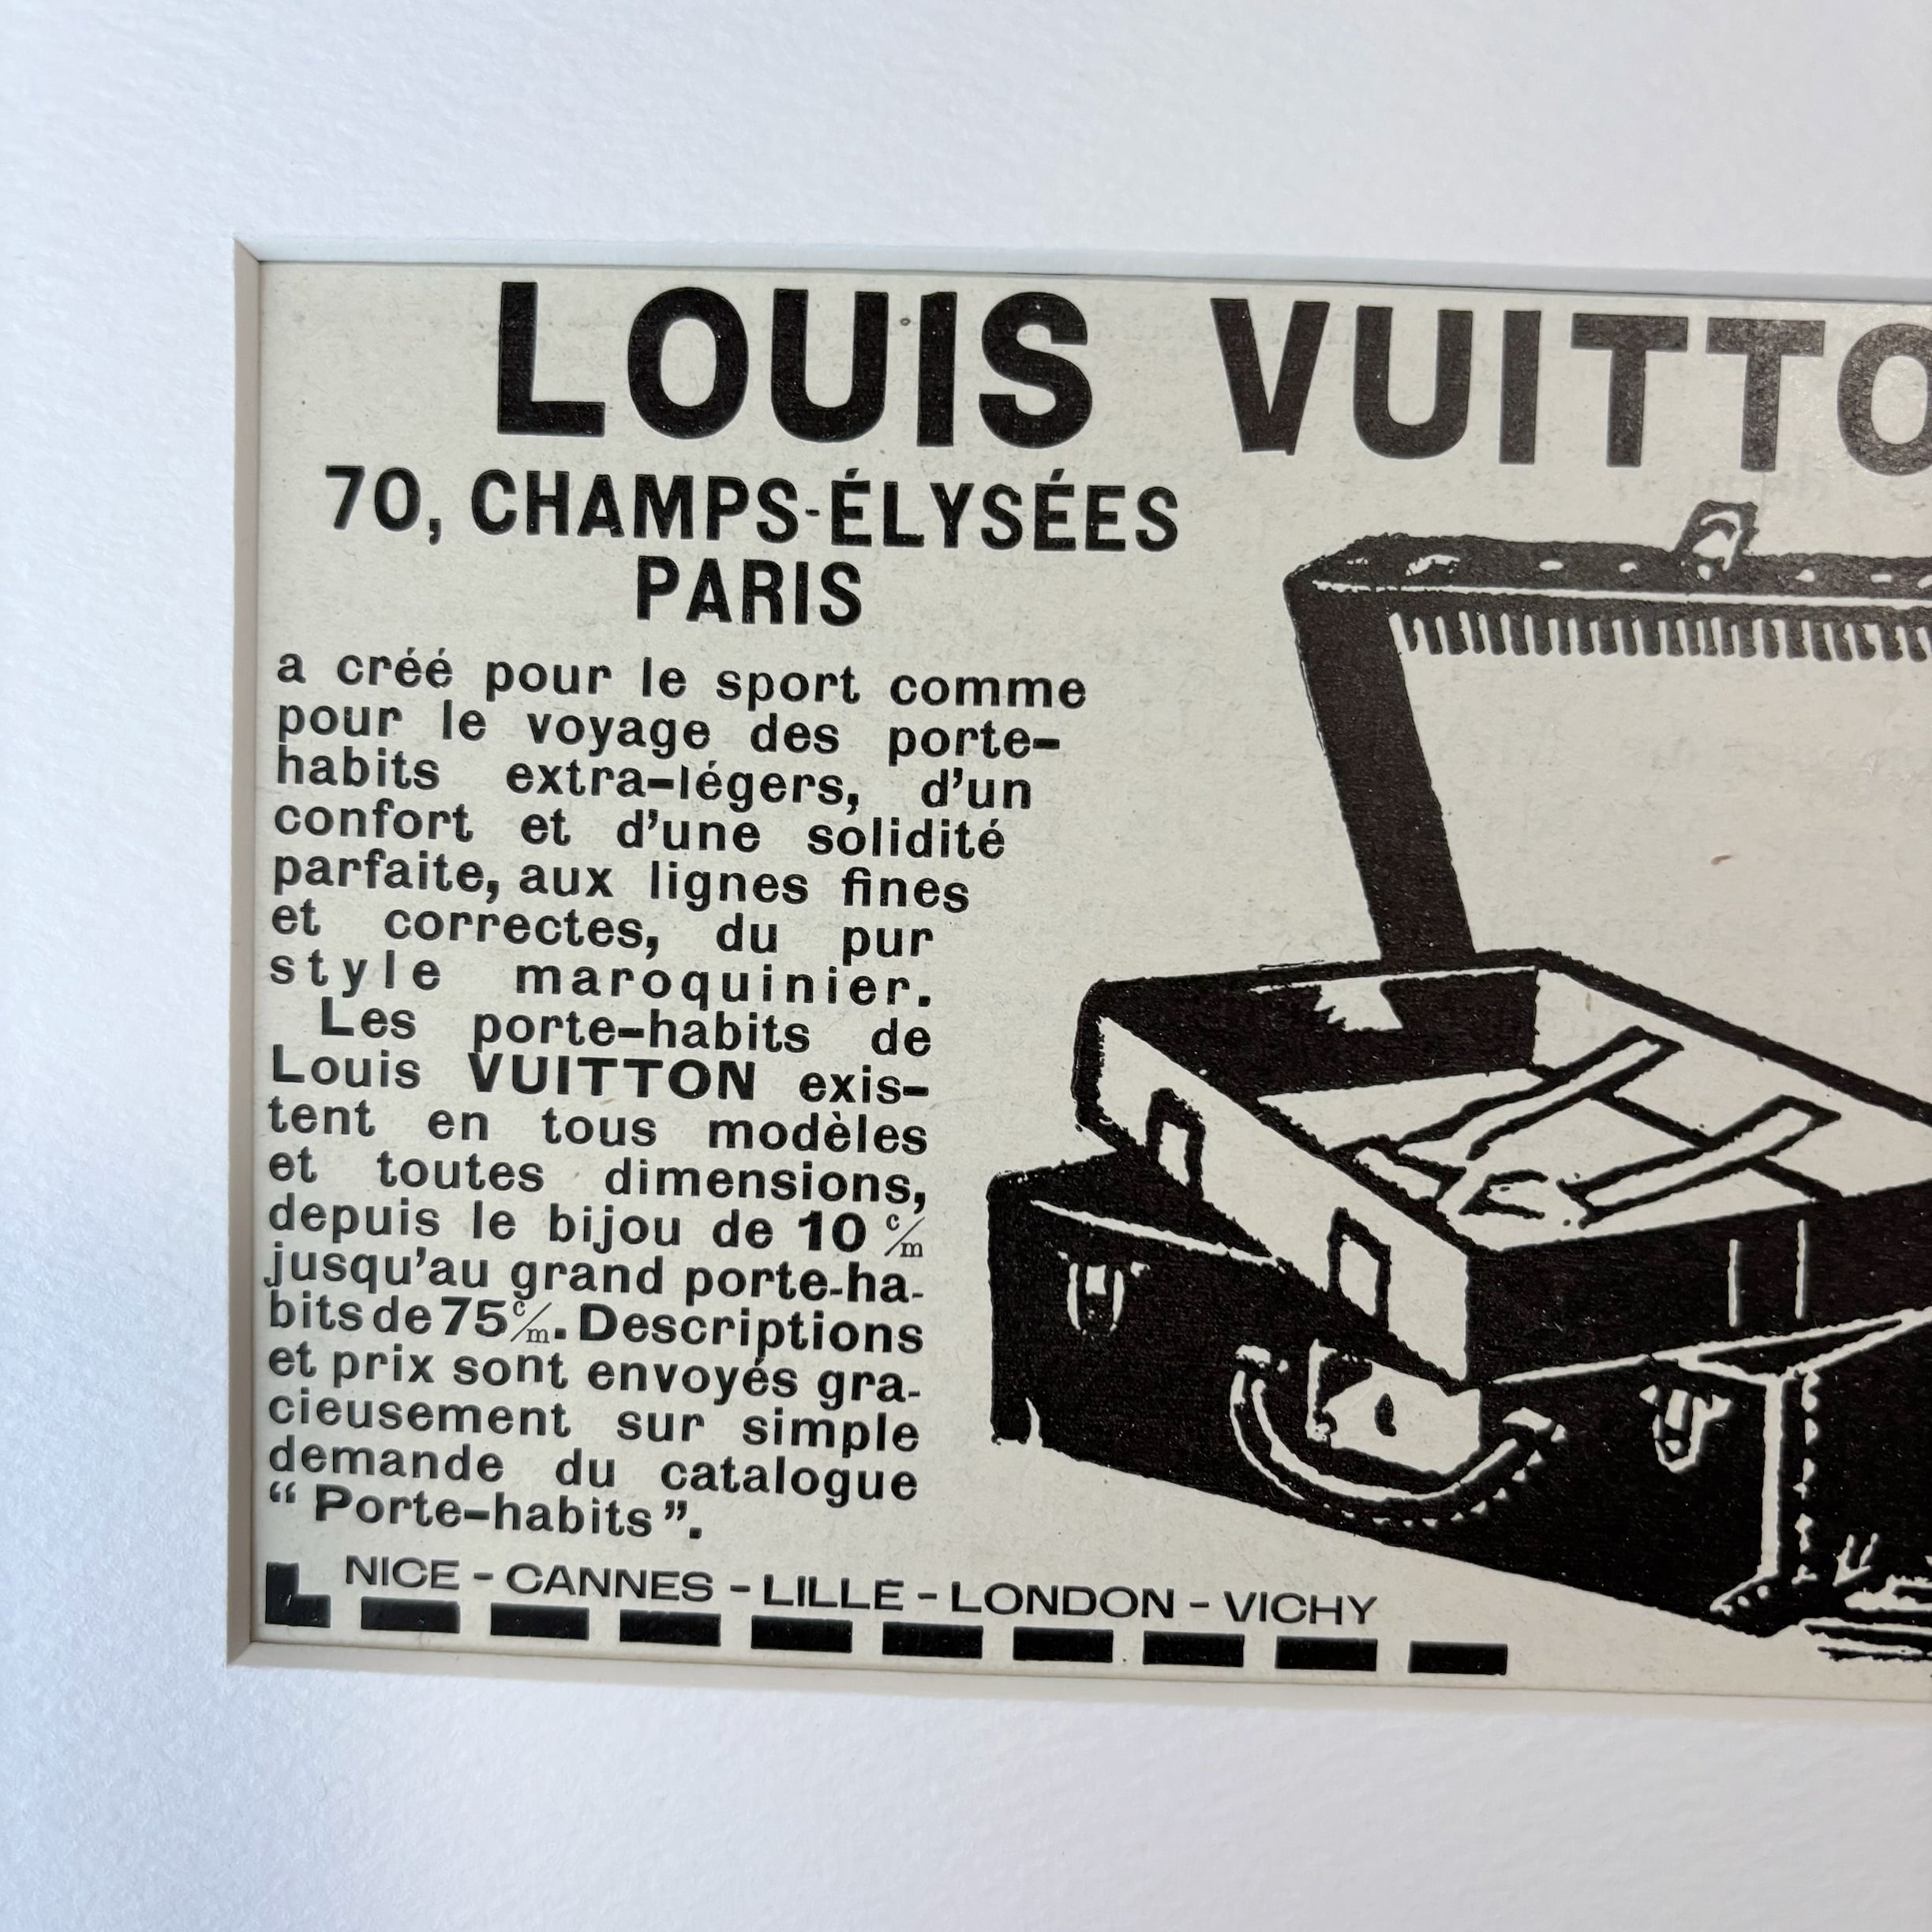 LOUIS VUITTO
70, CHAMPS-ÉLYSÉES
PARIS
a créé pour le sport comme
pour le voyage des porte-
habits extra-légers, d'un
confort et d'une solidité
parfaite, aux lignes fines
et correctes, du pur
style maroquinier.
Les porte-habits de
Louis VUITTON exis-
tent en tous modèles
et toutes dimensions,
depuis le bijou de 10 c/m
jusqu'au grand porte-ha-
bits de 75 c/m. Descriptions
et prix sont envoyés gra-
cieusement sur simple
demande du catalogue
“ Porte-habits ”.
NICE - CANNES - LILLE - LONDON - VICHY